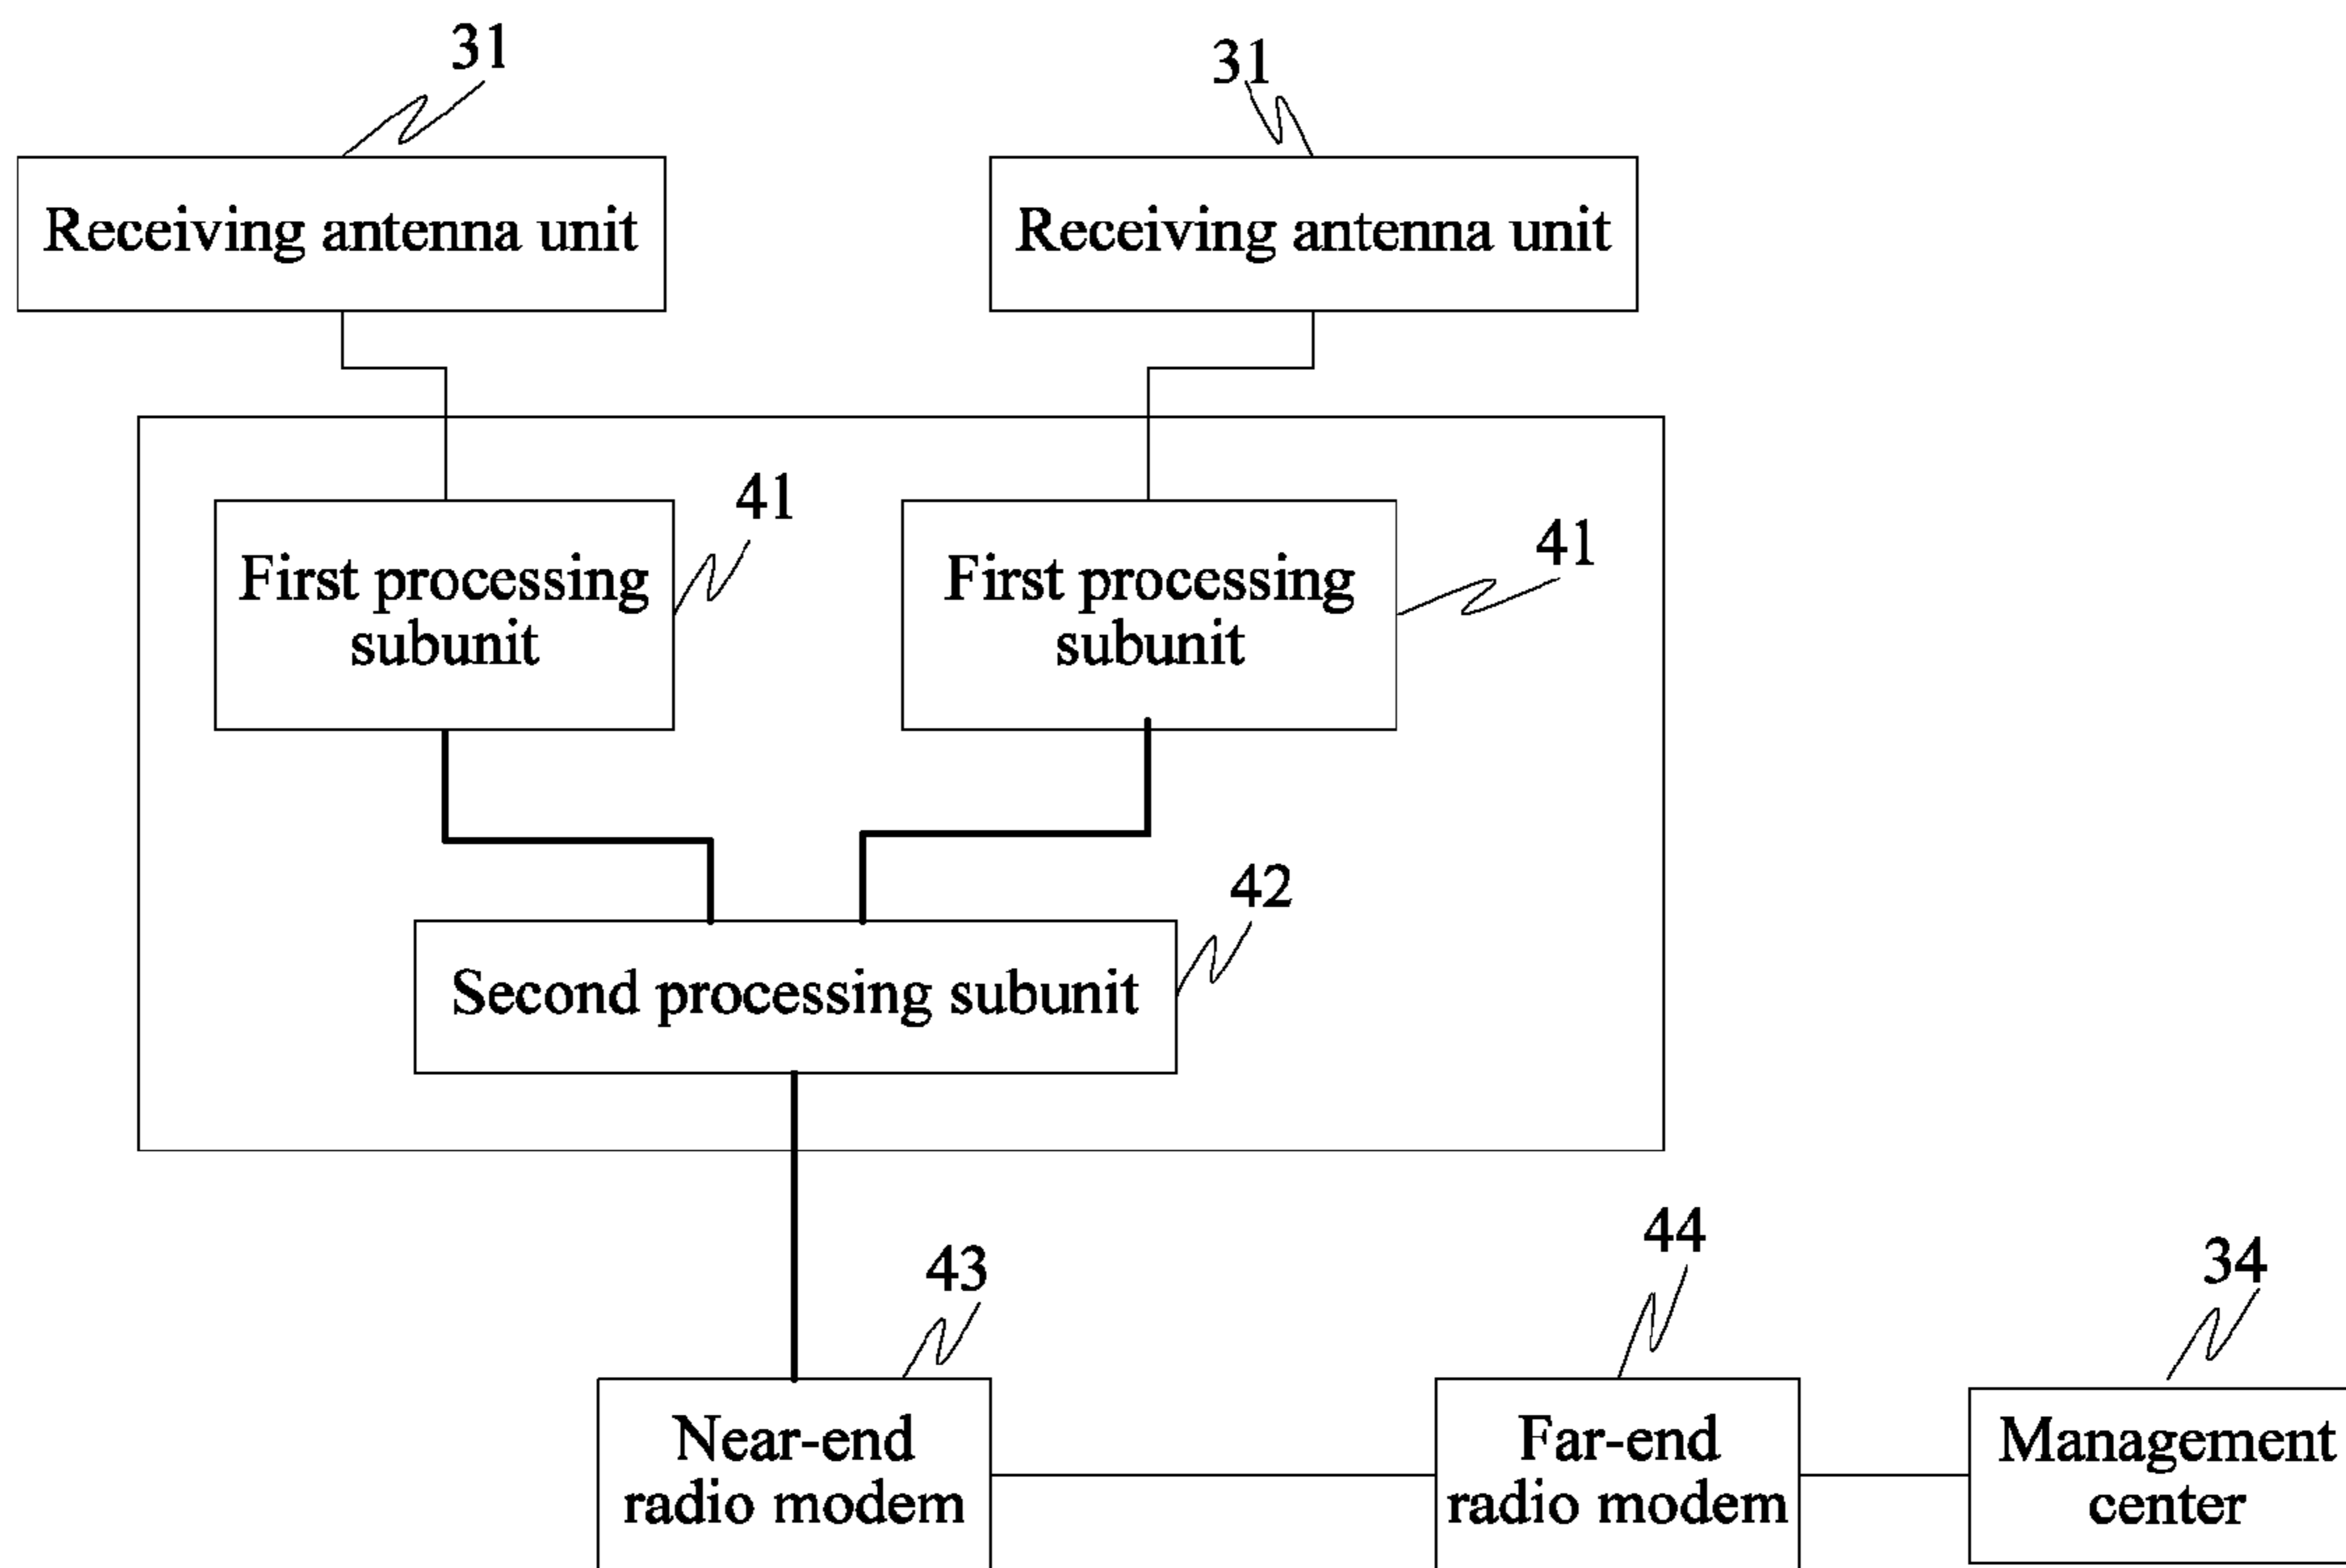 31
31
Receiving antenna unit
Receiving antenna unit
41
41
First processing
subunit
First processing
subunit
42
Second processing subunit
43
44
34
Near-end
radio modem
Far-end
radio modem
Management
center